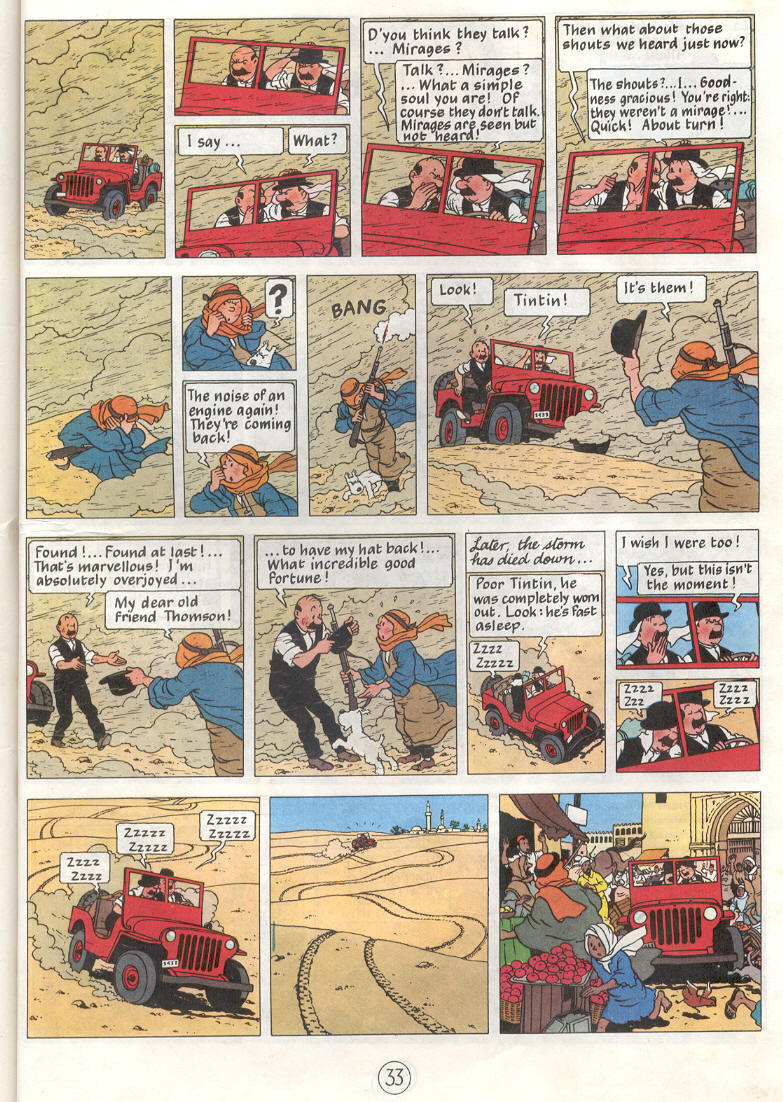 I say ...
What?
D'you think they talk?
... Mirages?
Talk?... Mirages?
... What a simple
soul you are! Of
course they don't talk.
Mirages are seen but
not heard!
Then what about those
shouts we heard just now?
The shouts?...I... Good-
ness gracious! You're right:
they weren't a mirage!...
Quick! About turn!
?
The noise of an
engine again!
They're coming
back!
BANG
Look!
Tintin!
It's them!
Found!... Found at last!...
That's marvellous! I'm
absolutely overjoyed...
My dear old
friend Thomson!
...to have my hat back!...
What incredible good
fortune!
Later, the storm
has died down...
Poor Tintin, he
was completely worn
out. Look: he's fast
asleep.
Zzzz
Zzzzz
I wish I were too!
Yes, but this isn't
the moment!
Zzzz
Zzz
Zzzz
Zzzz
Zzzz
Zzzz
Zzzzz
Zzzzz
Zzzzz
Zzzzz
33